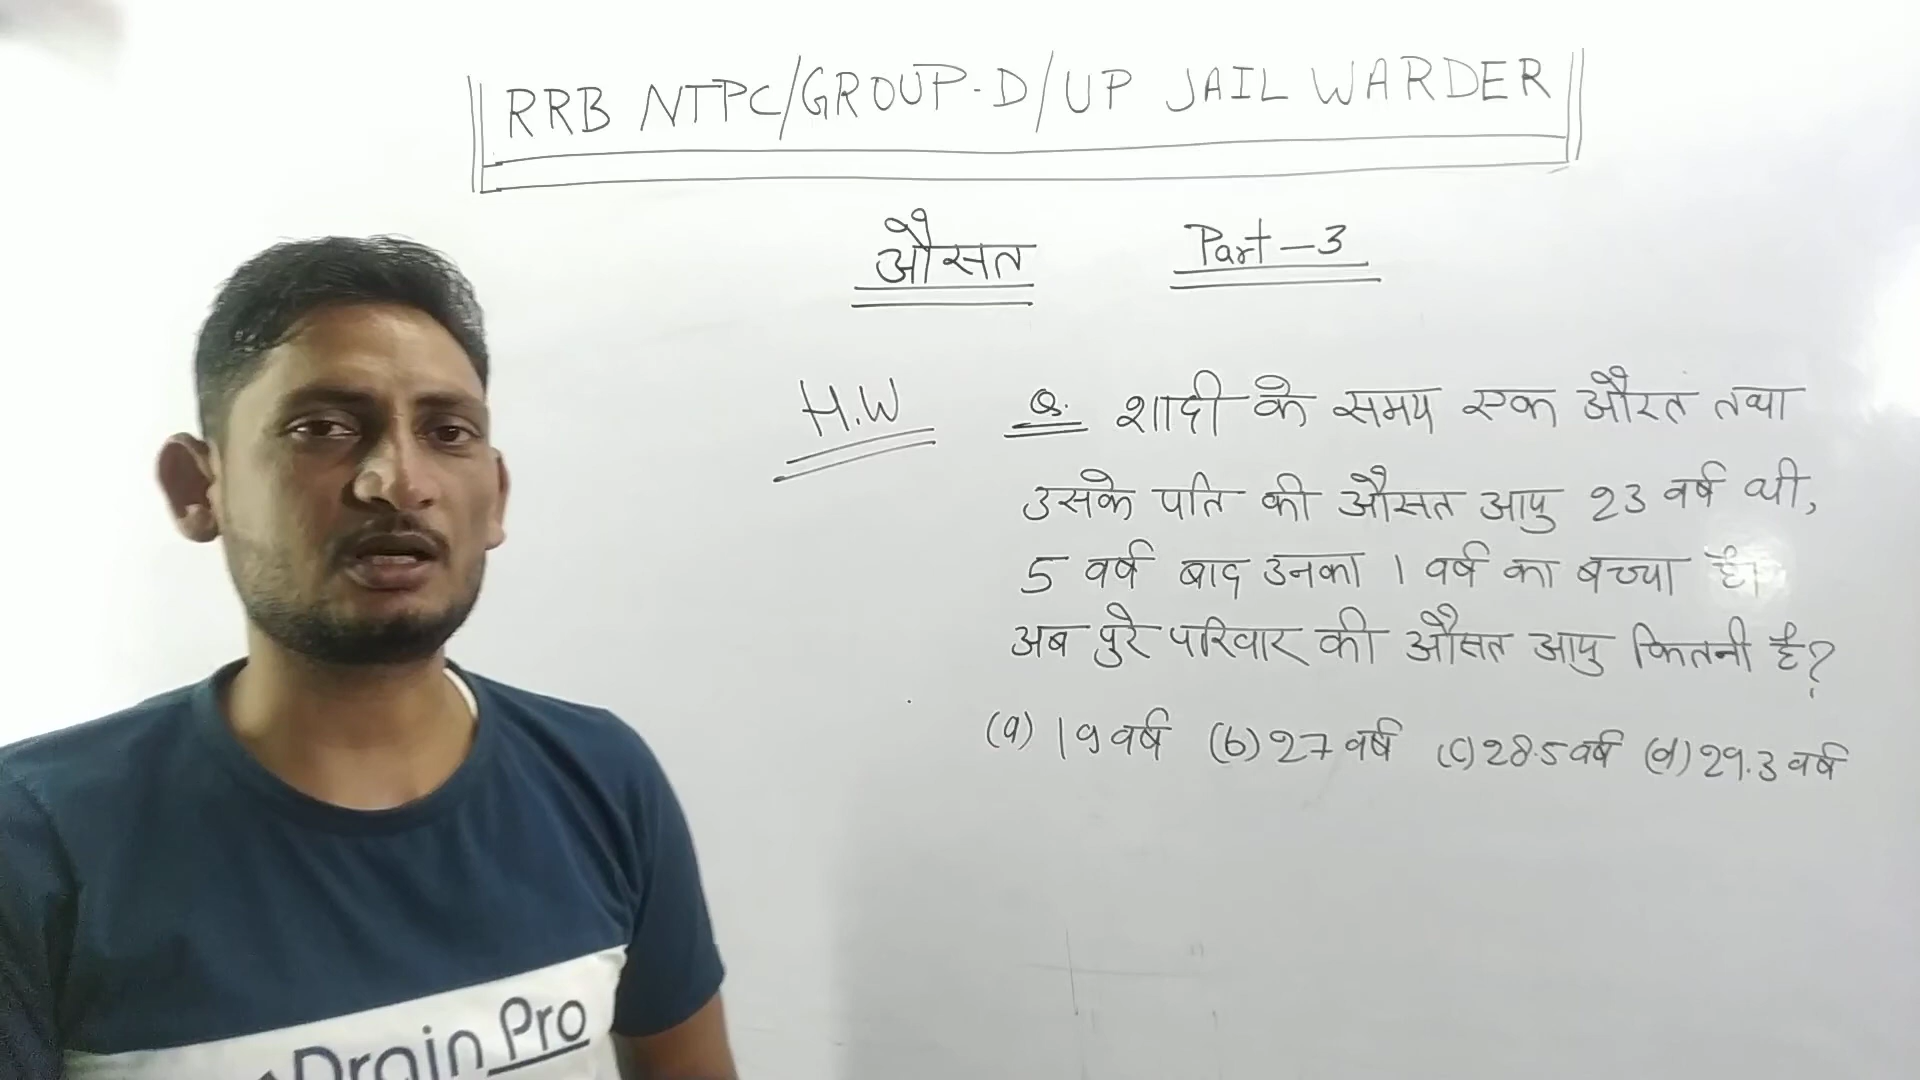 RRB NTPC/GROUP-D/UP JAIL WARDER
औसत Part-3
H.W Q. शादी के समय एक औरत तथा
उसके पति की औसत आयु 23 वर्ष थी,
5 वर्ष बाद उनका 1 वर्ष का बच्चा है।
अब पुरे परिवार की औसत आयु कितनी है?
(a) 19 वर्ष (b) 27 वर्ष (c) 28.5 वर्ष (d) 29.3 वर्ष
Drain Pro